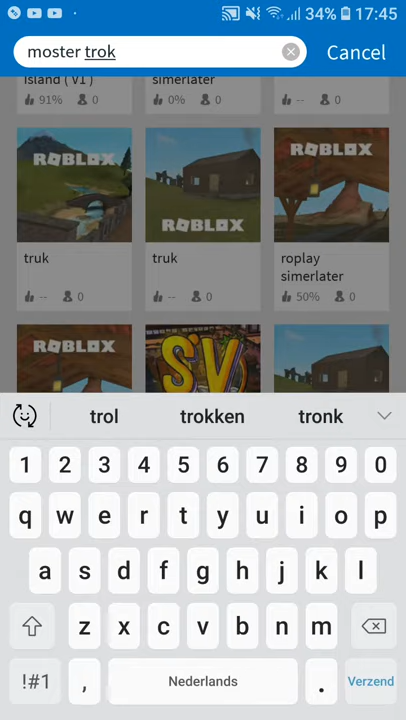 34% 17:45
moster trok
Cancel
Island ( V1 )
91% 0
simerlater
0% 0
-- 0
ROBLOX
truk
-- 0
ROBLOX
truk
-- 0
ROBLOX
roplay
simerlater
50% 0
ROBLOX
S'V
trol trokken tronk
1 2 3 4 5 6 7 8 9 0
q w e r t y u i o p
a s d f g h j k l
z x c v b n m
!#1 , Nederlands . Verzend